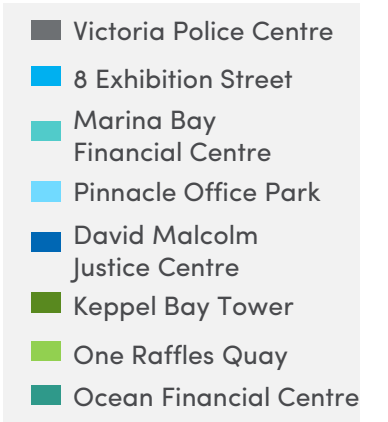 Victoria Police Centre
8 Exhibition Street
Marina Bay
Financial Centre
Pinnacle Office Park
David Malcolm
Justice Centre
Keppel Bay Tower
One Raffles Quay
Ocean Financial Centre